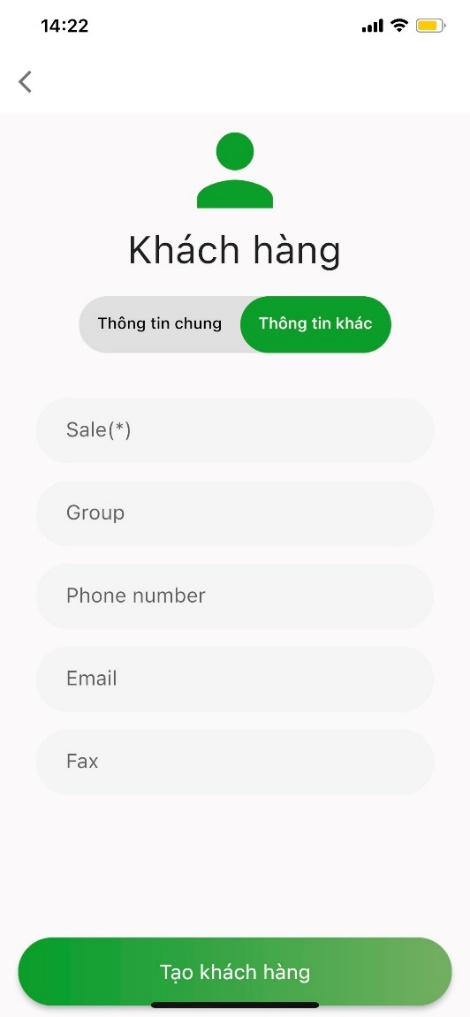 14:22
Khách hàng
Thông tin chung Thông tin khác
Sale(*)
Group
Phone number
Email
Fax
Tạo khách hàng